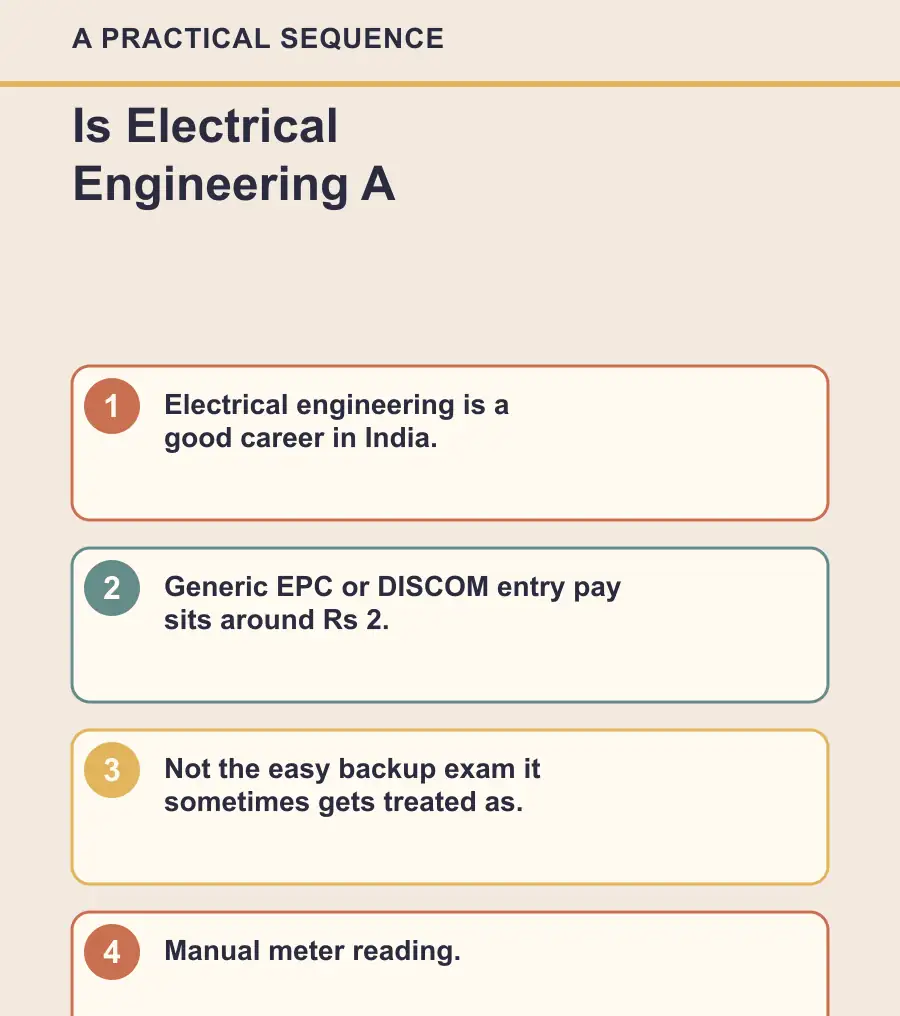 A PRACTICAL SEQUENCE
Is Electrical
Engineering A
1
Electrical engineering is a
good career in India.
2
Generic EPC or DISCOM entry pay
sits around Rs 2.
3
Not the easy backup exam it
sometimes gets treated as.
4
Manual meter reading.